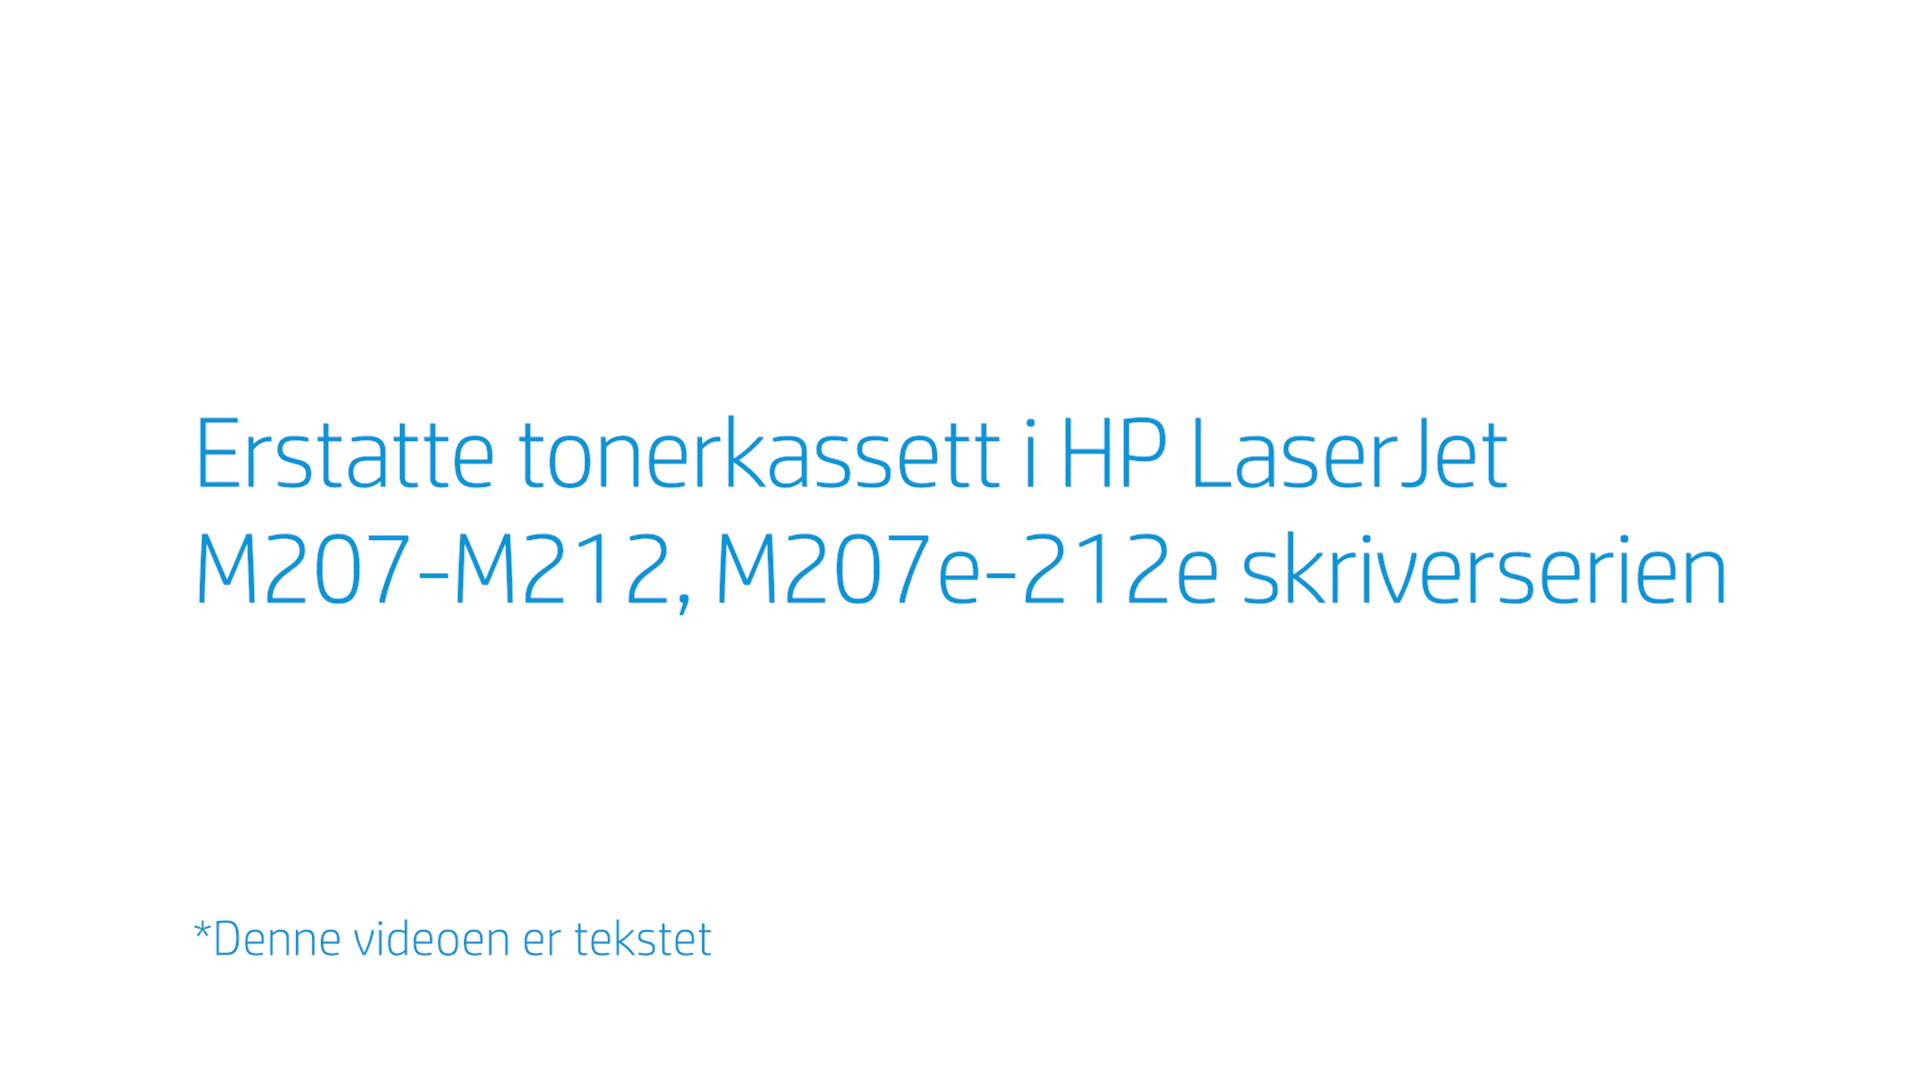 Erstatte tonerkassett i HP LaserJet
M207-M212, M207e-212e skriverserien
*Denne videoen er tekstet